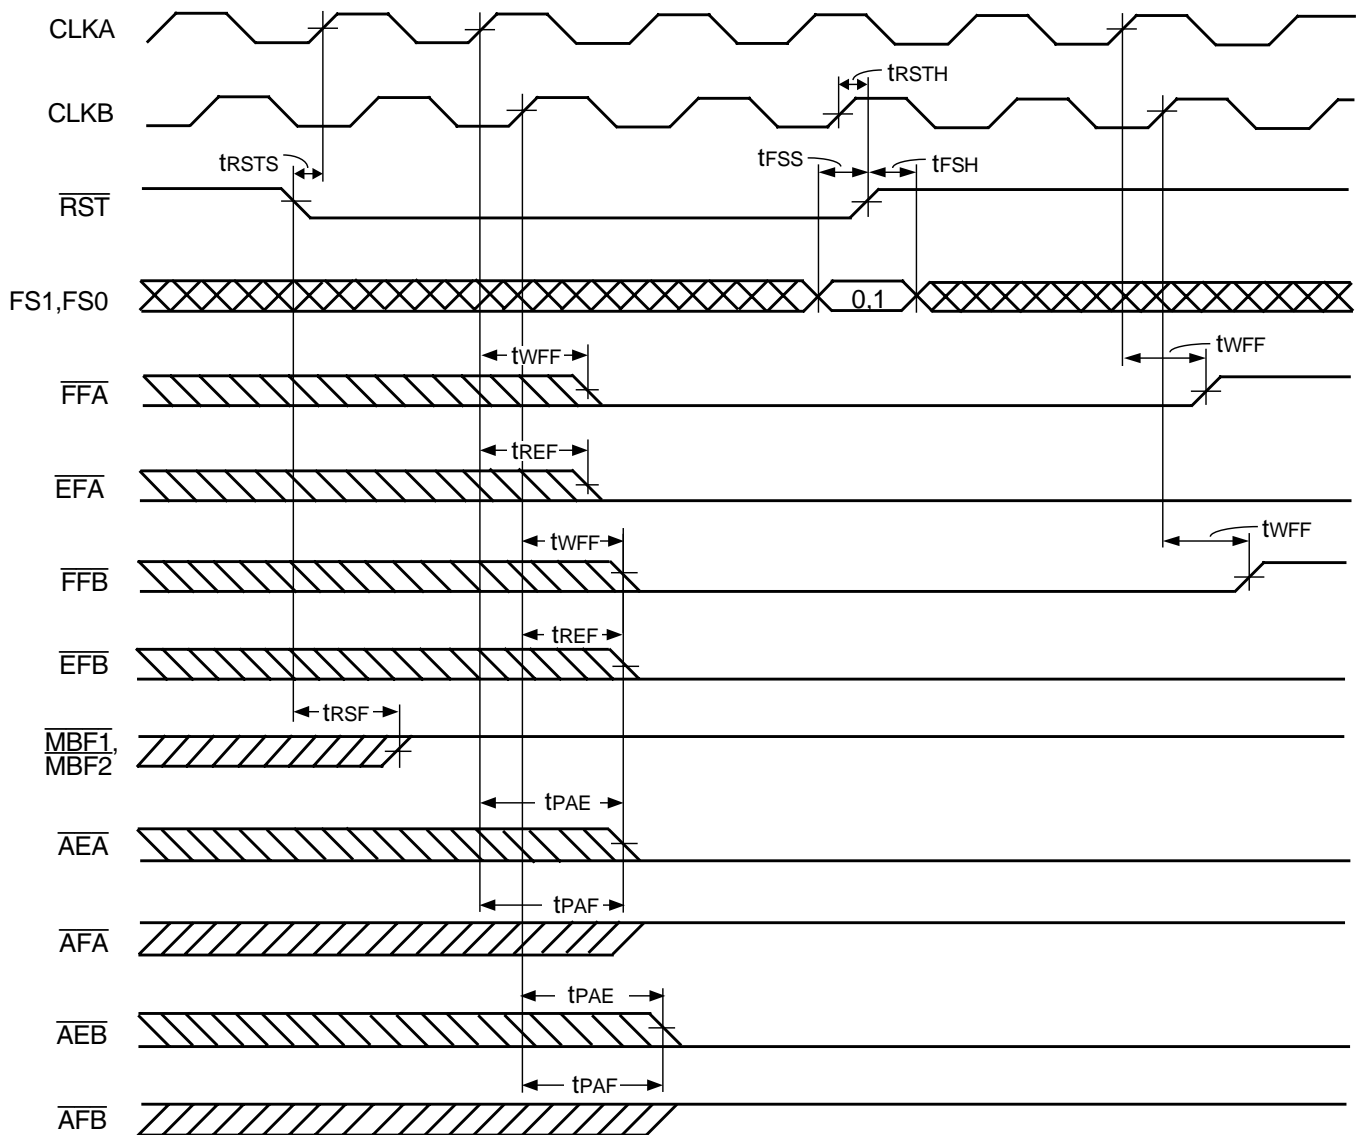 CLKA
tRSTH
CLKB
tRSTS
tFSS
tFSH
RST
FS1,FS0
0,1
tWFF
tWFF
FFA
tREF
EFA
tWFF
tWFF
FFB
tREF
EFB
tRSF
MBF1,
MBF2
tPAE
AEA
tPAF
AFA
tPAE
AEB
tPAF
AFB